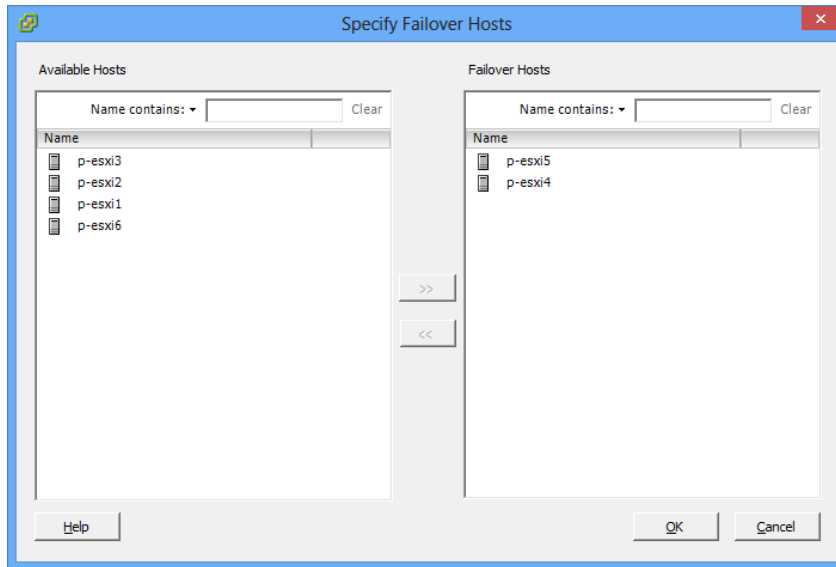 Specify Failover Hosts
Available Hosts
Name contains:
Clear
Name
p-esxi3
p-esxi2
p-esxi1
p-esxi6
>>
<<
Failover Hosts
Name contains:
Clear
Name
p-esxi5
p-esxi4
Help
OK
Cancel